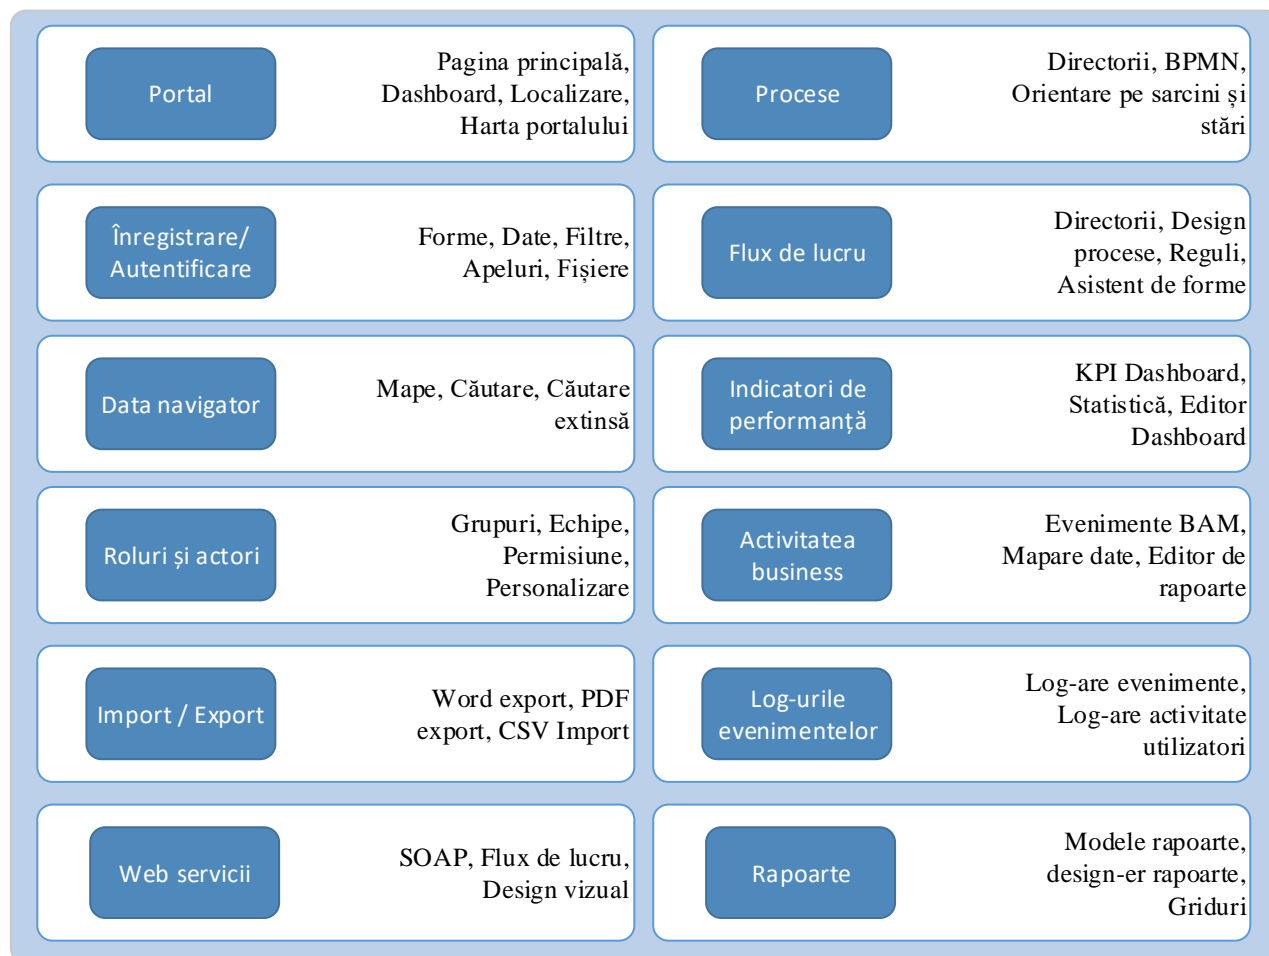 Portal
Pagina principală,
Dashboard, Localizare,
Harta portalului
Procese
Directorii, BPMN,
Orientare pe sarcini și
stări
Înregistrare/
Autentificare
Forme, Date, Filtre,
Apeluri, Fișiere
Flux de lucru
Directorii, Design
procese, Reguli,
Asistent de forme
Data navigator
Mape, Căutare, Căutare
extinsă
Indicatori de
performanță
KPI Dashboard,
Statistică, Editor
Dashboard
Roluri și actori
Grupuri, Echipe,
Permisiune,
Personalizare
Activitatea
business
Evenimente BAM,
Mapare date, Editor de
rapoarte
Import / Export
Word export, PDF
export, CSV Import
Log-urile
evenimentelor
Log-are evenimente,
Log-are activitate
utilizatori
Web servicii
SOAP, Flux de lucru,
Design vizual
Rapoarte
Modele rapoarte,
design-er rapoarte,
Griduri